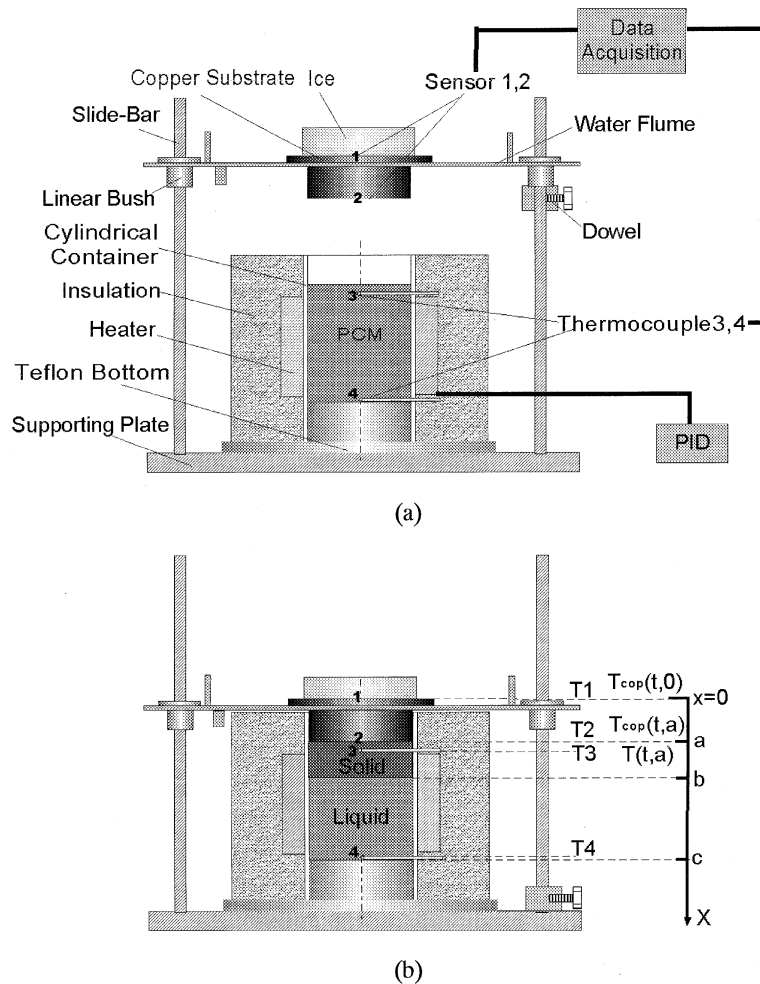 Data
Acquisition
Copper Substrate Ice
Sensor 1,2
Slide-Bar
Water Flume
1
Linear Bush
2
Dowel
Cylindrical
Container
Insulation
3
Thermocouple3,4
Heater
PCM
Teflon Bottom
4
Supporting Plate
PID
(a)
1
T1
Tcop(t,0)
x=0
2
T2
Tcop(t,a)
a
3
T3
T(t,a)
Solid
b
Liquid
4
T4
c
X
(b)